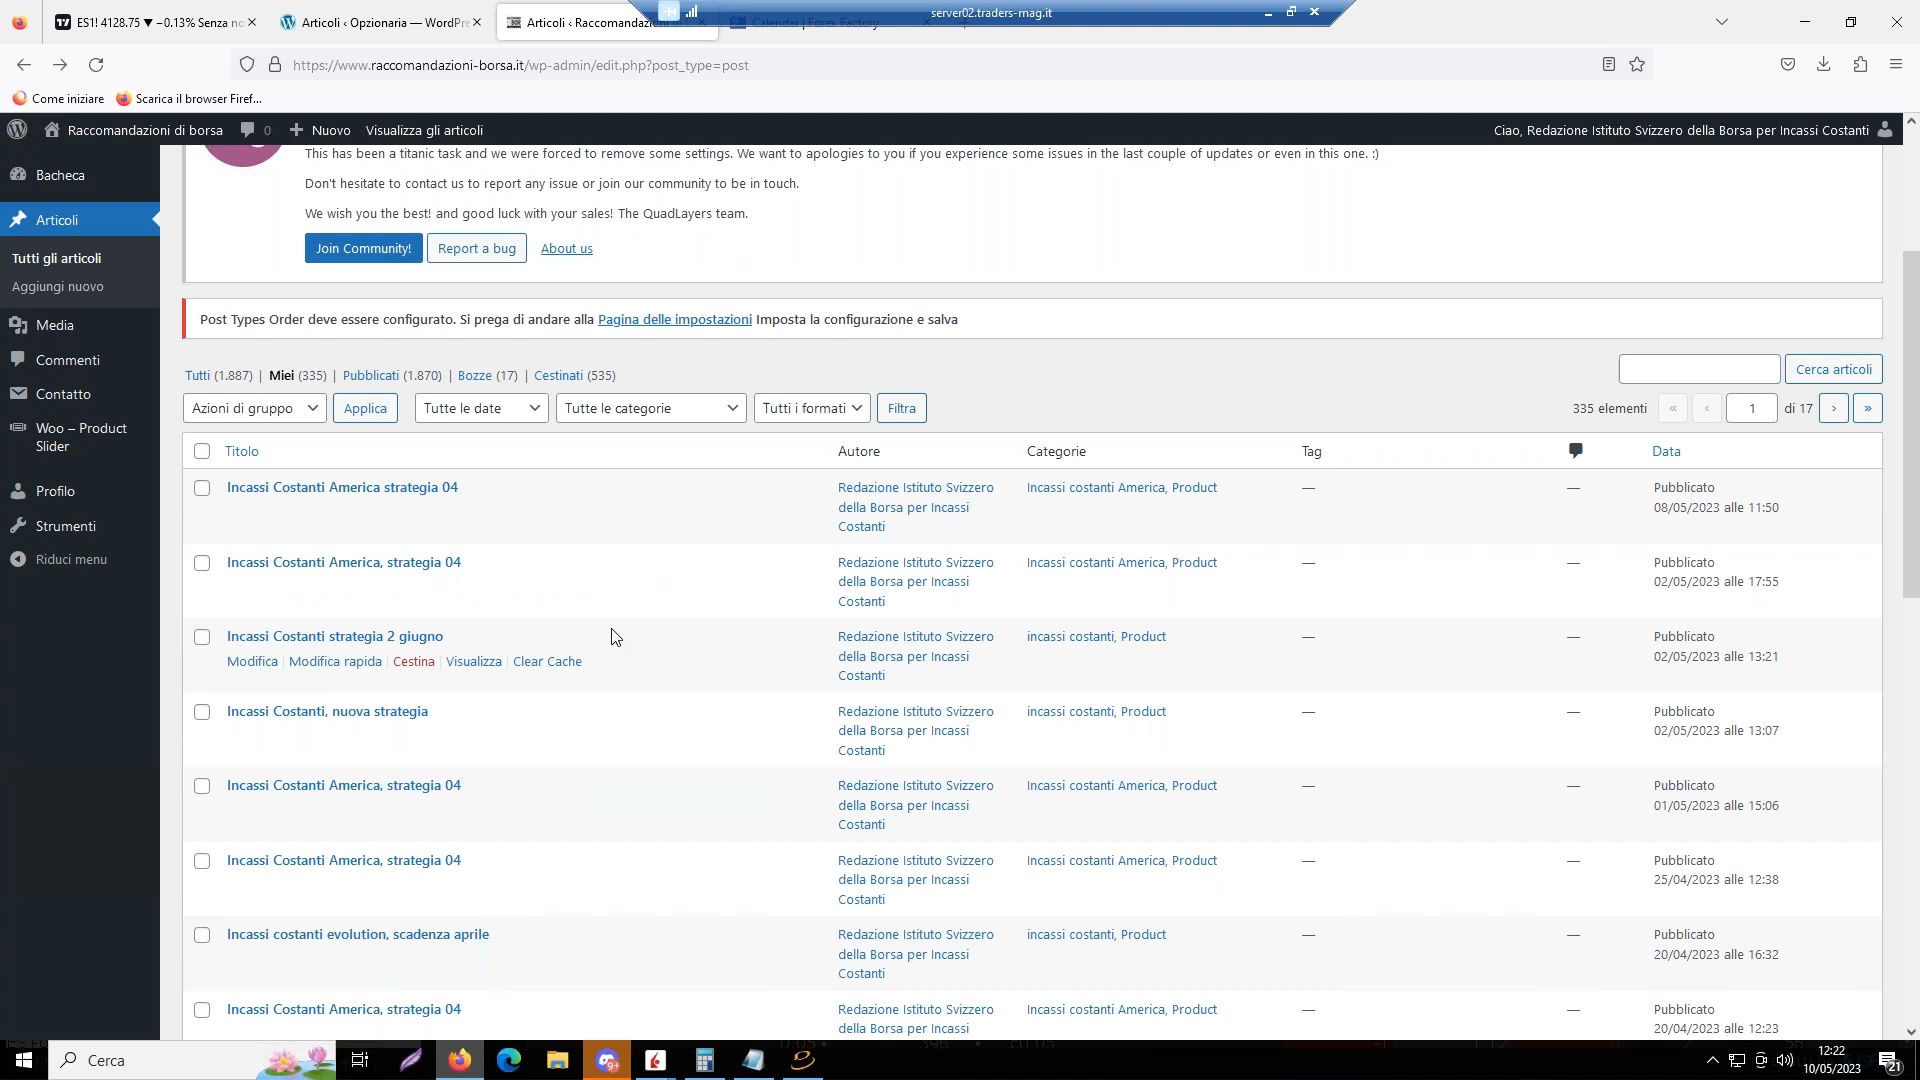 ES1! 4128.75 ▼ −0.13% Senza no
Articoli ‹ Opzionaria — WordPre
Articoli ‹ Raccomandazioni di b
server02.traders-mag.it
Calendar | Forex Factory
https://www.raccomandazioni-borsa.it/wp-admin/edit.php?post_type=post
Come iniziare
Scarica il browser Firef...
Raccomandazioni di borsa
0
Nuovo
Visualizza gli articoli
Ciao, Redazione Istituto Svizzero della Borsa per Incassi Costanti
Bacheca
Articoli
Tutti gli articoli
Aggiungi nuovo
Media
Commenti
Contatto
Woo – Product
Slider
Profilo
Strumenti
Riduci menu
This has been a titanic task and we were forced to remove some settings. We want to apologies to you if you experience some issues in the last couple of updates or even in this one. :)
Don't hesitate to contact us to report any issue or join our community to be in touch.
We wish you the best! and good luck with your sales! The QuadLayers team.
Join Community!
Report a bug
About us
Post Types Order deve essere configurato. Si prega di andare alla Pagina delle impostazioni Imposta la configurazione e salva
Tutti (1.887) | Miei (335) | Pubblicati (1.870) | Bozze (17) | Cestinati (535)
Cerca articoli
Azioni di gruppo
Applica
Tutte le date
Tutte le categorie
Tutti i formati
Filtra
335 elementi
«
‹
1
di 17
›
»
Titolo
Autore
Categorie
Tag
Data
Incassi Costanti America strategia 04
Redazione Istituto Svizzero
della Borsa per Incassi
Costanti
Incassi costanti America, Product
—
—
Pubblicato
08/05/2023 alle 11:50
Incassi Costanti America, strategia 04
Redazione Istituto Svizzero
della Borsa per Incassi
Costanti
Incassi costanti America, Product
—
—
Pubblicato
02/05/2023 alle 17:55
Incassi Costanti strategia 2 giugno
Modifica | Modifica rapida | Cestina | Visualizza | Clear Cache
Redazione Istituto Svizzero
della Borsa per Incassi
Costanti
incassi costanti, Product
—
—
Pubblicato
02/05/2023 alle 13:21
Incassi Costanti, nuova strategia
Redazione Istituto Svizzero
della Borsa per Incassi
Costanti
incassi costanti, Product
—
—
Pubblicato
02/05/2023 alle 13:07
Incassi Costanti America, strategia 04
Redazione Istituto Svizzero
della Borsa per Incassi
Costanti
Incassi costanti America, Product
—
—
Pubblicato
01/05/2023 alle 15:06
Incassi Costanti America, strategia 04
Redazione Istituto Svizzero
della Borsa per Incassi
Costanti
Incassi costanti America, Product
—
—
Pubblicato
25/04/2023 alle 12:38
Incassi costanti evolution, scadenza aprile
Redazione Istituto Svizzero
della Borsa per Incassi
Costanti
incassi costanti, Product
—
—
Pubblicato
20/04/2023 alle 16:32
Incassi Costanti America, strategia 04
Redazione Istituto Svizzero
della Borsa per Incassi
Incassi costanti America, Product
—
—
Pubblicato
20/04/2023 alle 12:23
Cerca
9+
12:22
10/05/2023
21